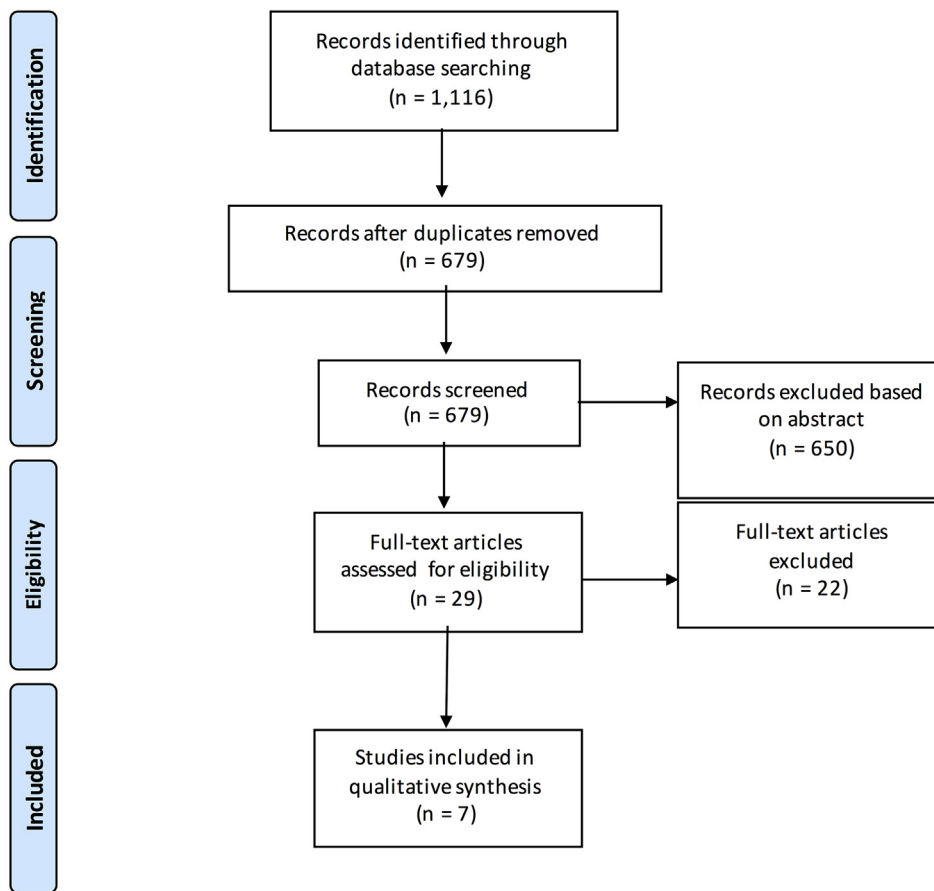 Identification
Records identified through
database searching
(n = 1,116)
Records after duplicates removed
(n = 679)
Screening
Records screened
(n = 679)
Records excluded based
on abstract
(n = 650)
Eligibility
Full-text articles
assessed for eligibility
(n = 29)
Full-text articles
excluded
(n = 22)
Included
Studies included in
qualitative synthesis
(n = 7)